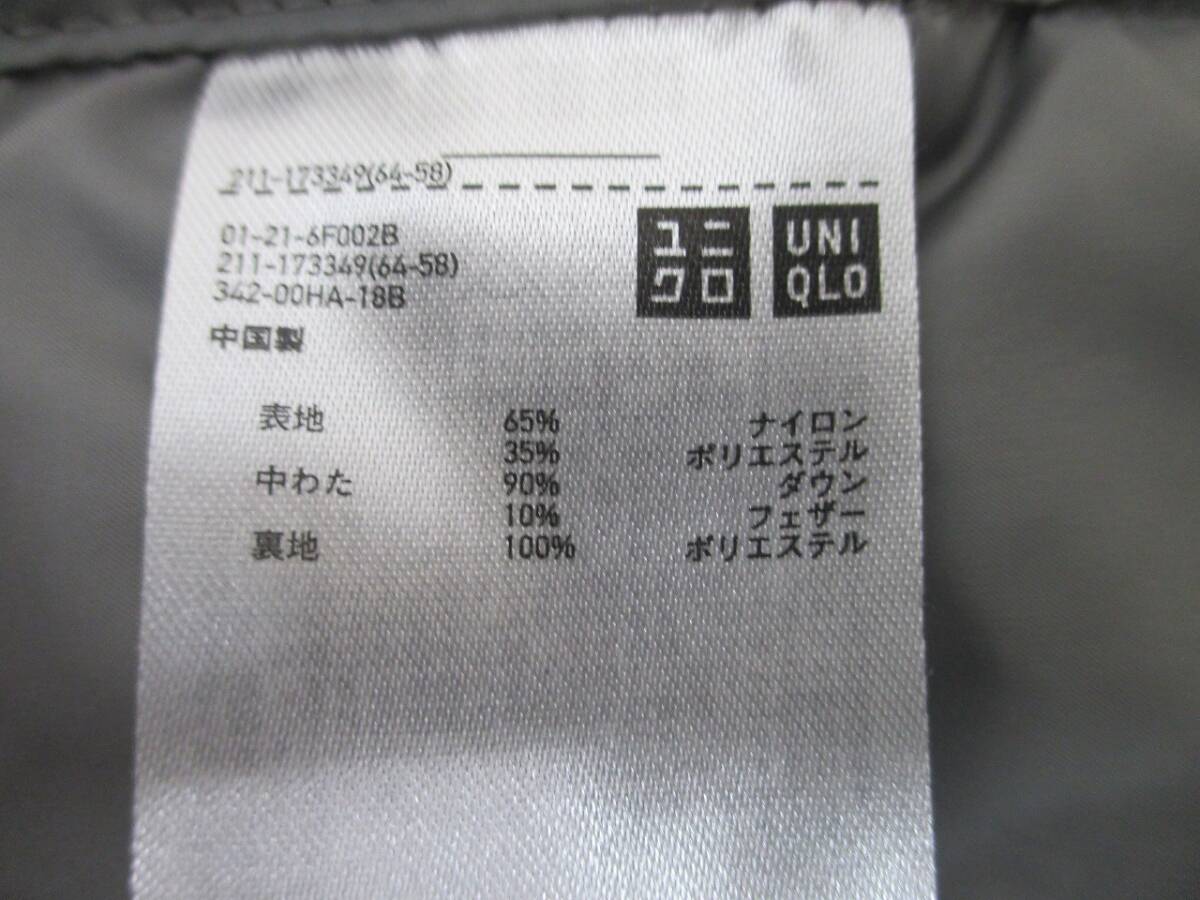 211-173349(64-58)
01-21-6F002B
211-173349(64-58)
342-00HA-18B
中国製
ユニ
クロ
UNI
QLO
表地 65% ナイロン
35% ポリエステル
中わた 90% ダウン
10% フェザー
裏地 100% ポリエステル